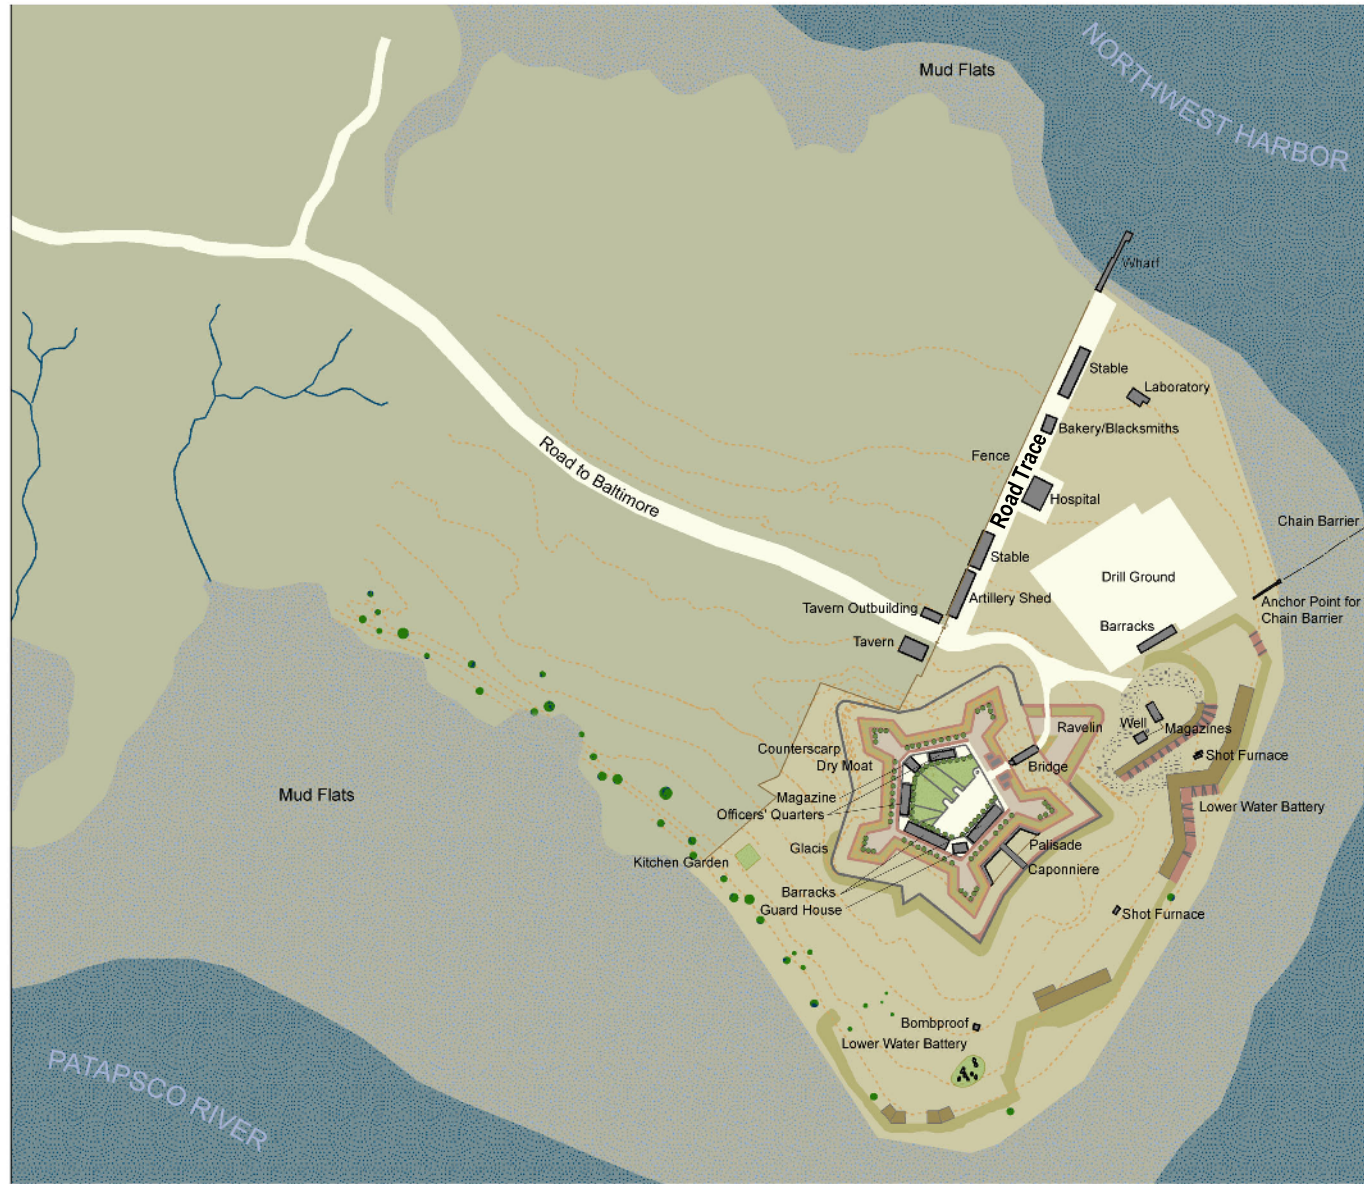 NORTHWEST HARBOR
Mud Flats
Wharf
Stable
Laboratory
Bakery/Blacksmiths
Fence
Road Trace
Road to Baltimore
Hospital
Chain Barrier
Stable
Drill Ground
Artillery Shed
Tavern Outbuilding
Anchor Point for
Chain Barrier
Barracks
Tavern
Well
Ravelin
Magazines
Counterscarp
Shot Furnace
Dry Moat
Bridge
Mud Flats
Magazine
Lower Water Battery
Officers' Quarters
Glacis
Palisade
Kitchen Garden
Caponniere
Barracks
Guard House
Shot Furnace
Bombproof
Lower Water Battery
PATAPSCO RIVER